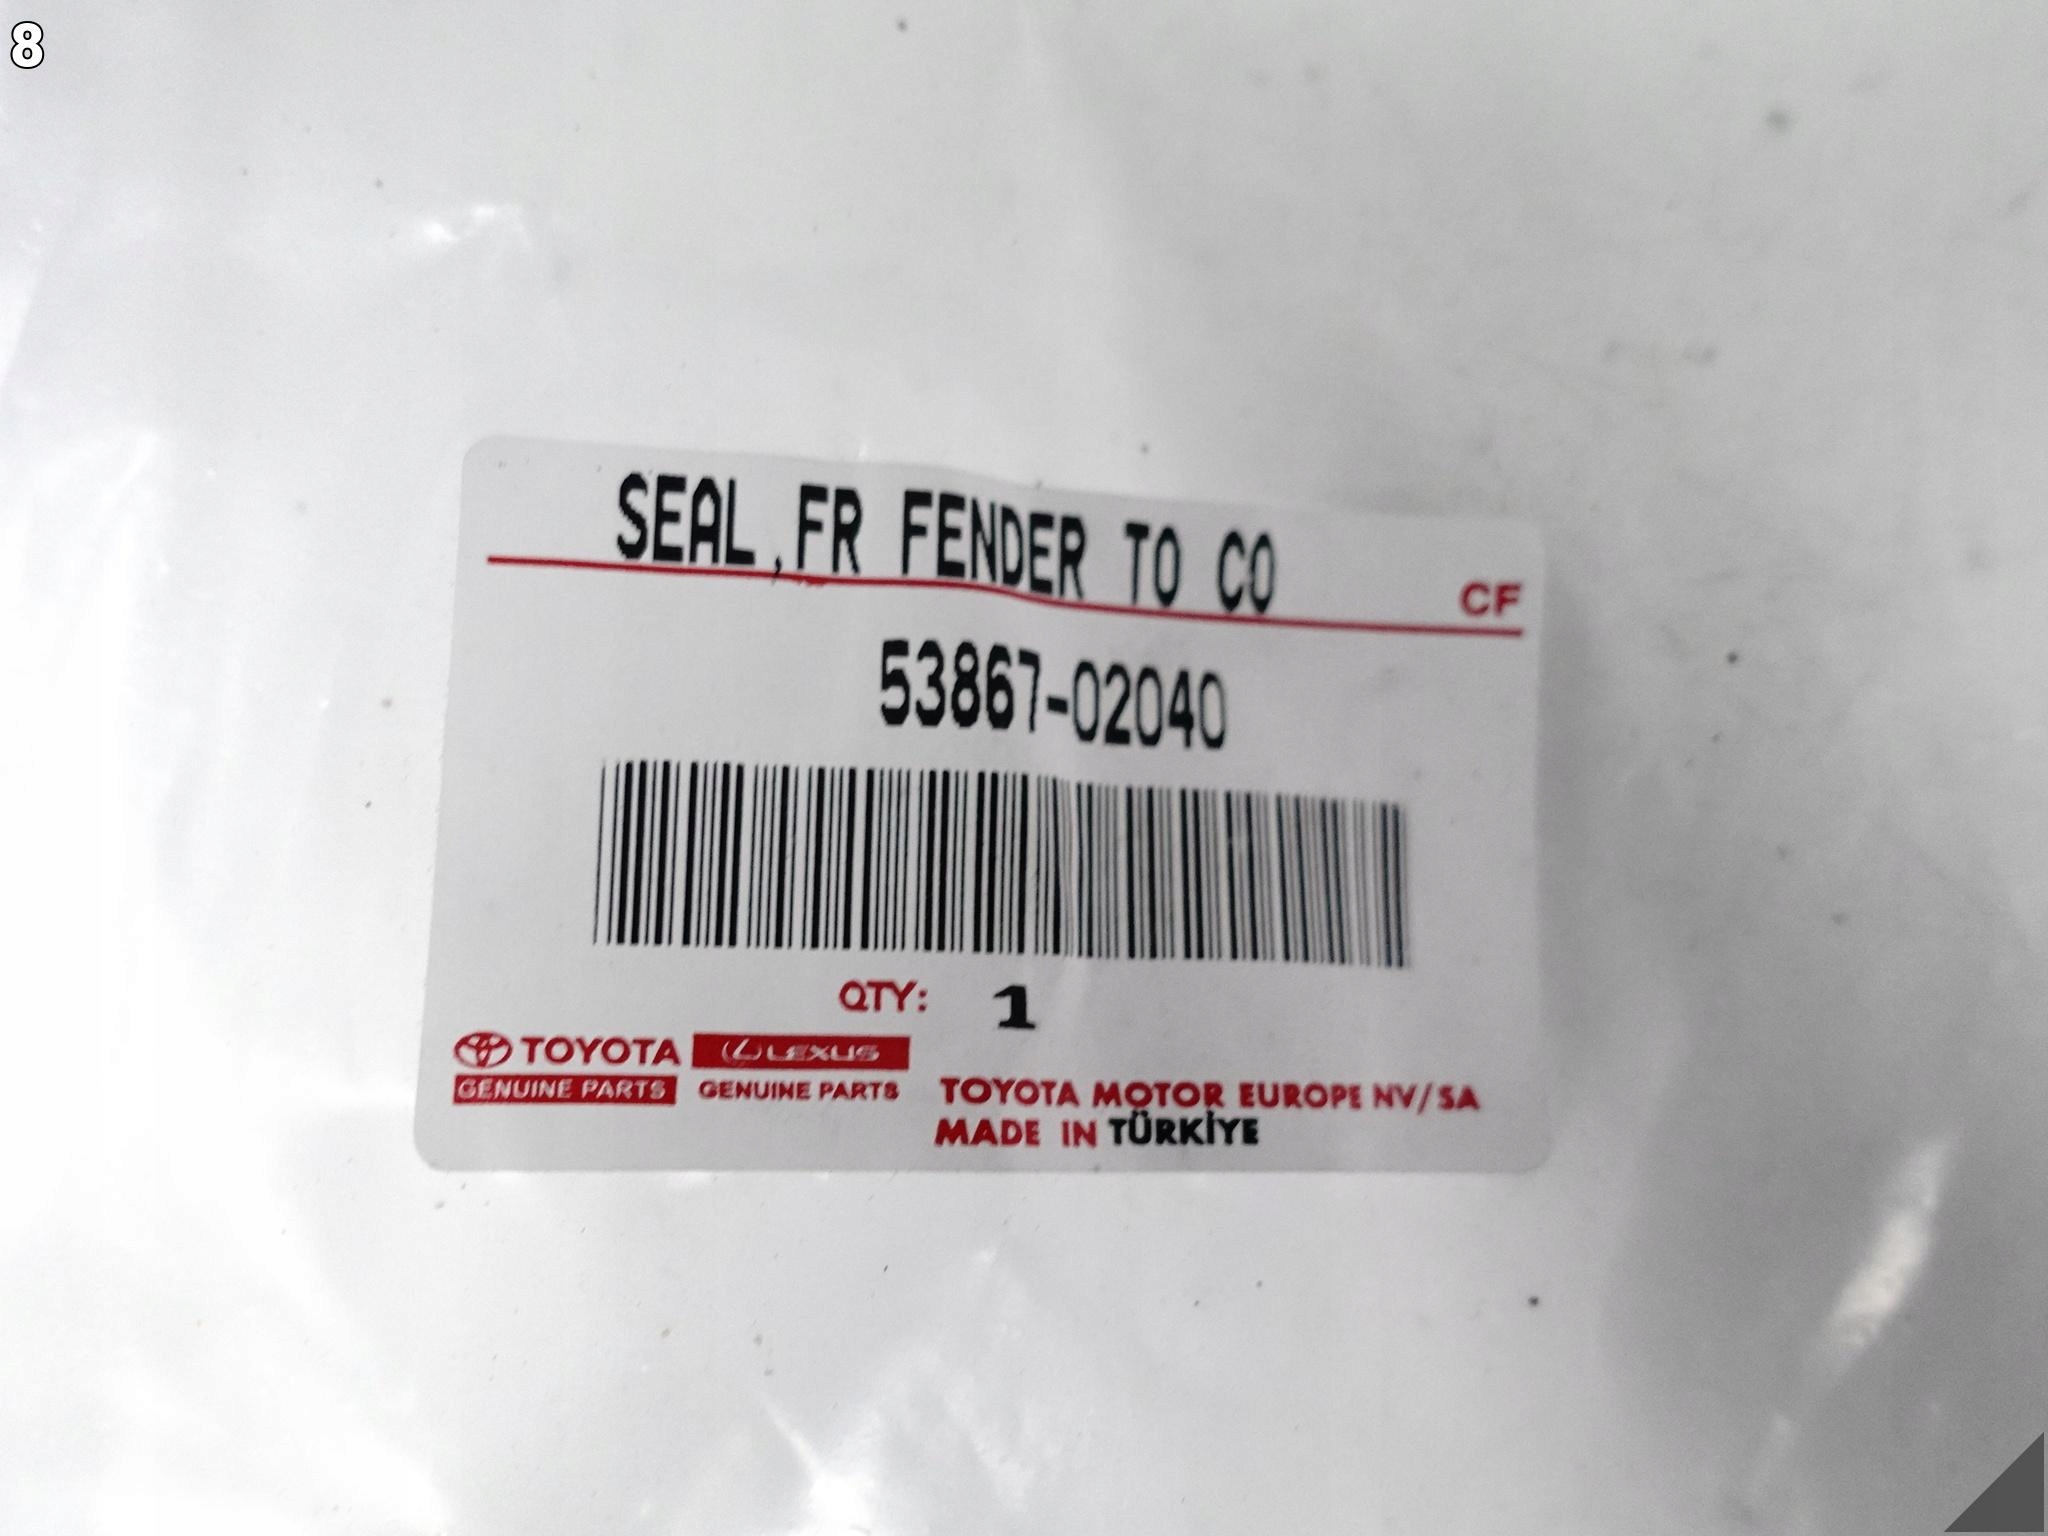 8
SEAL,FR FENDER TO CO
CF
53867-02040
QTY: 1
TOYOTA LEXUS
GENUINE PARTS GENUINE PARTS
TOYOTA MOTOR EUROPE NV/SA
MADE IN TÜRKİYE